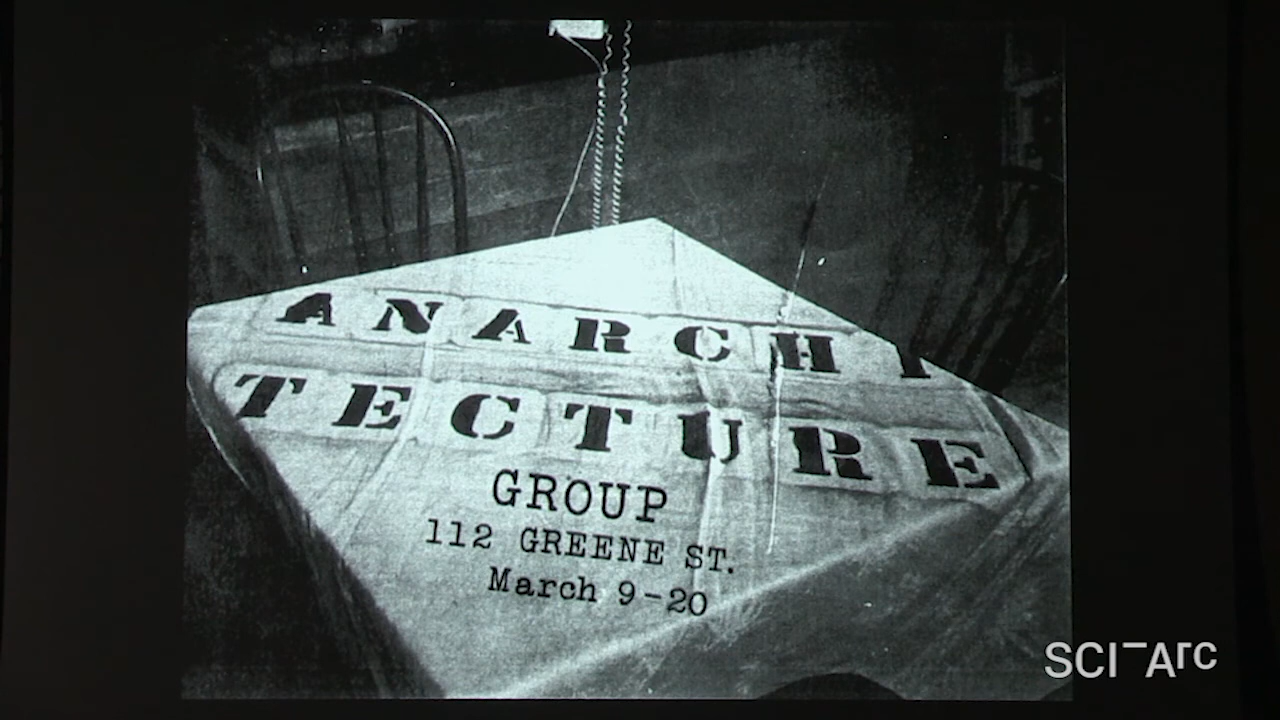 ANARCHI
TECTURE
GROUP
112 GREENE ST.
March 9-20
SCI-Arc